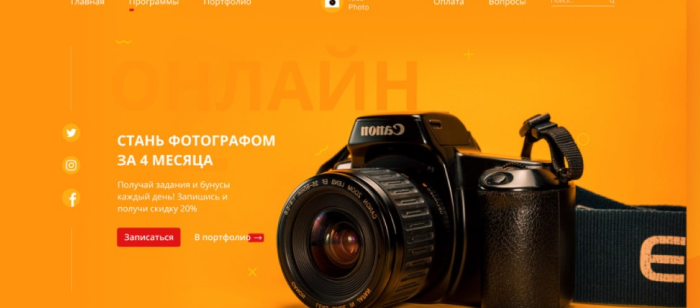 Главная Программы Портфолио Photo Оплата Вопросы
ОНЛАЙН
СТАНЬ ФОТОГРАФОМ
ЗА 4 МЕСЯЦА
Получай задания и бунусы
каждый день! Запишись и
получи скидку 20%
Записаться В портфолио →
Canon